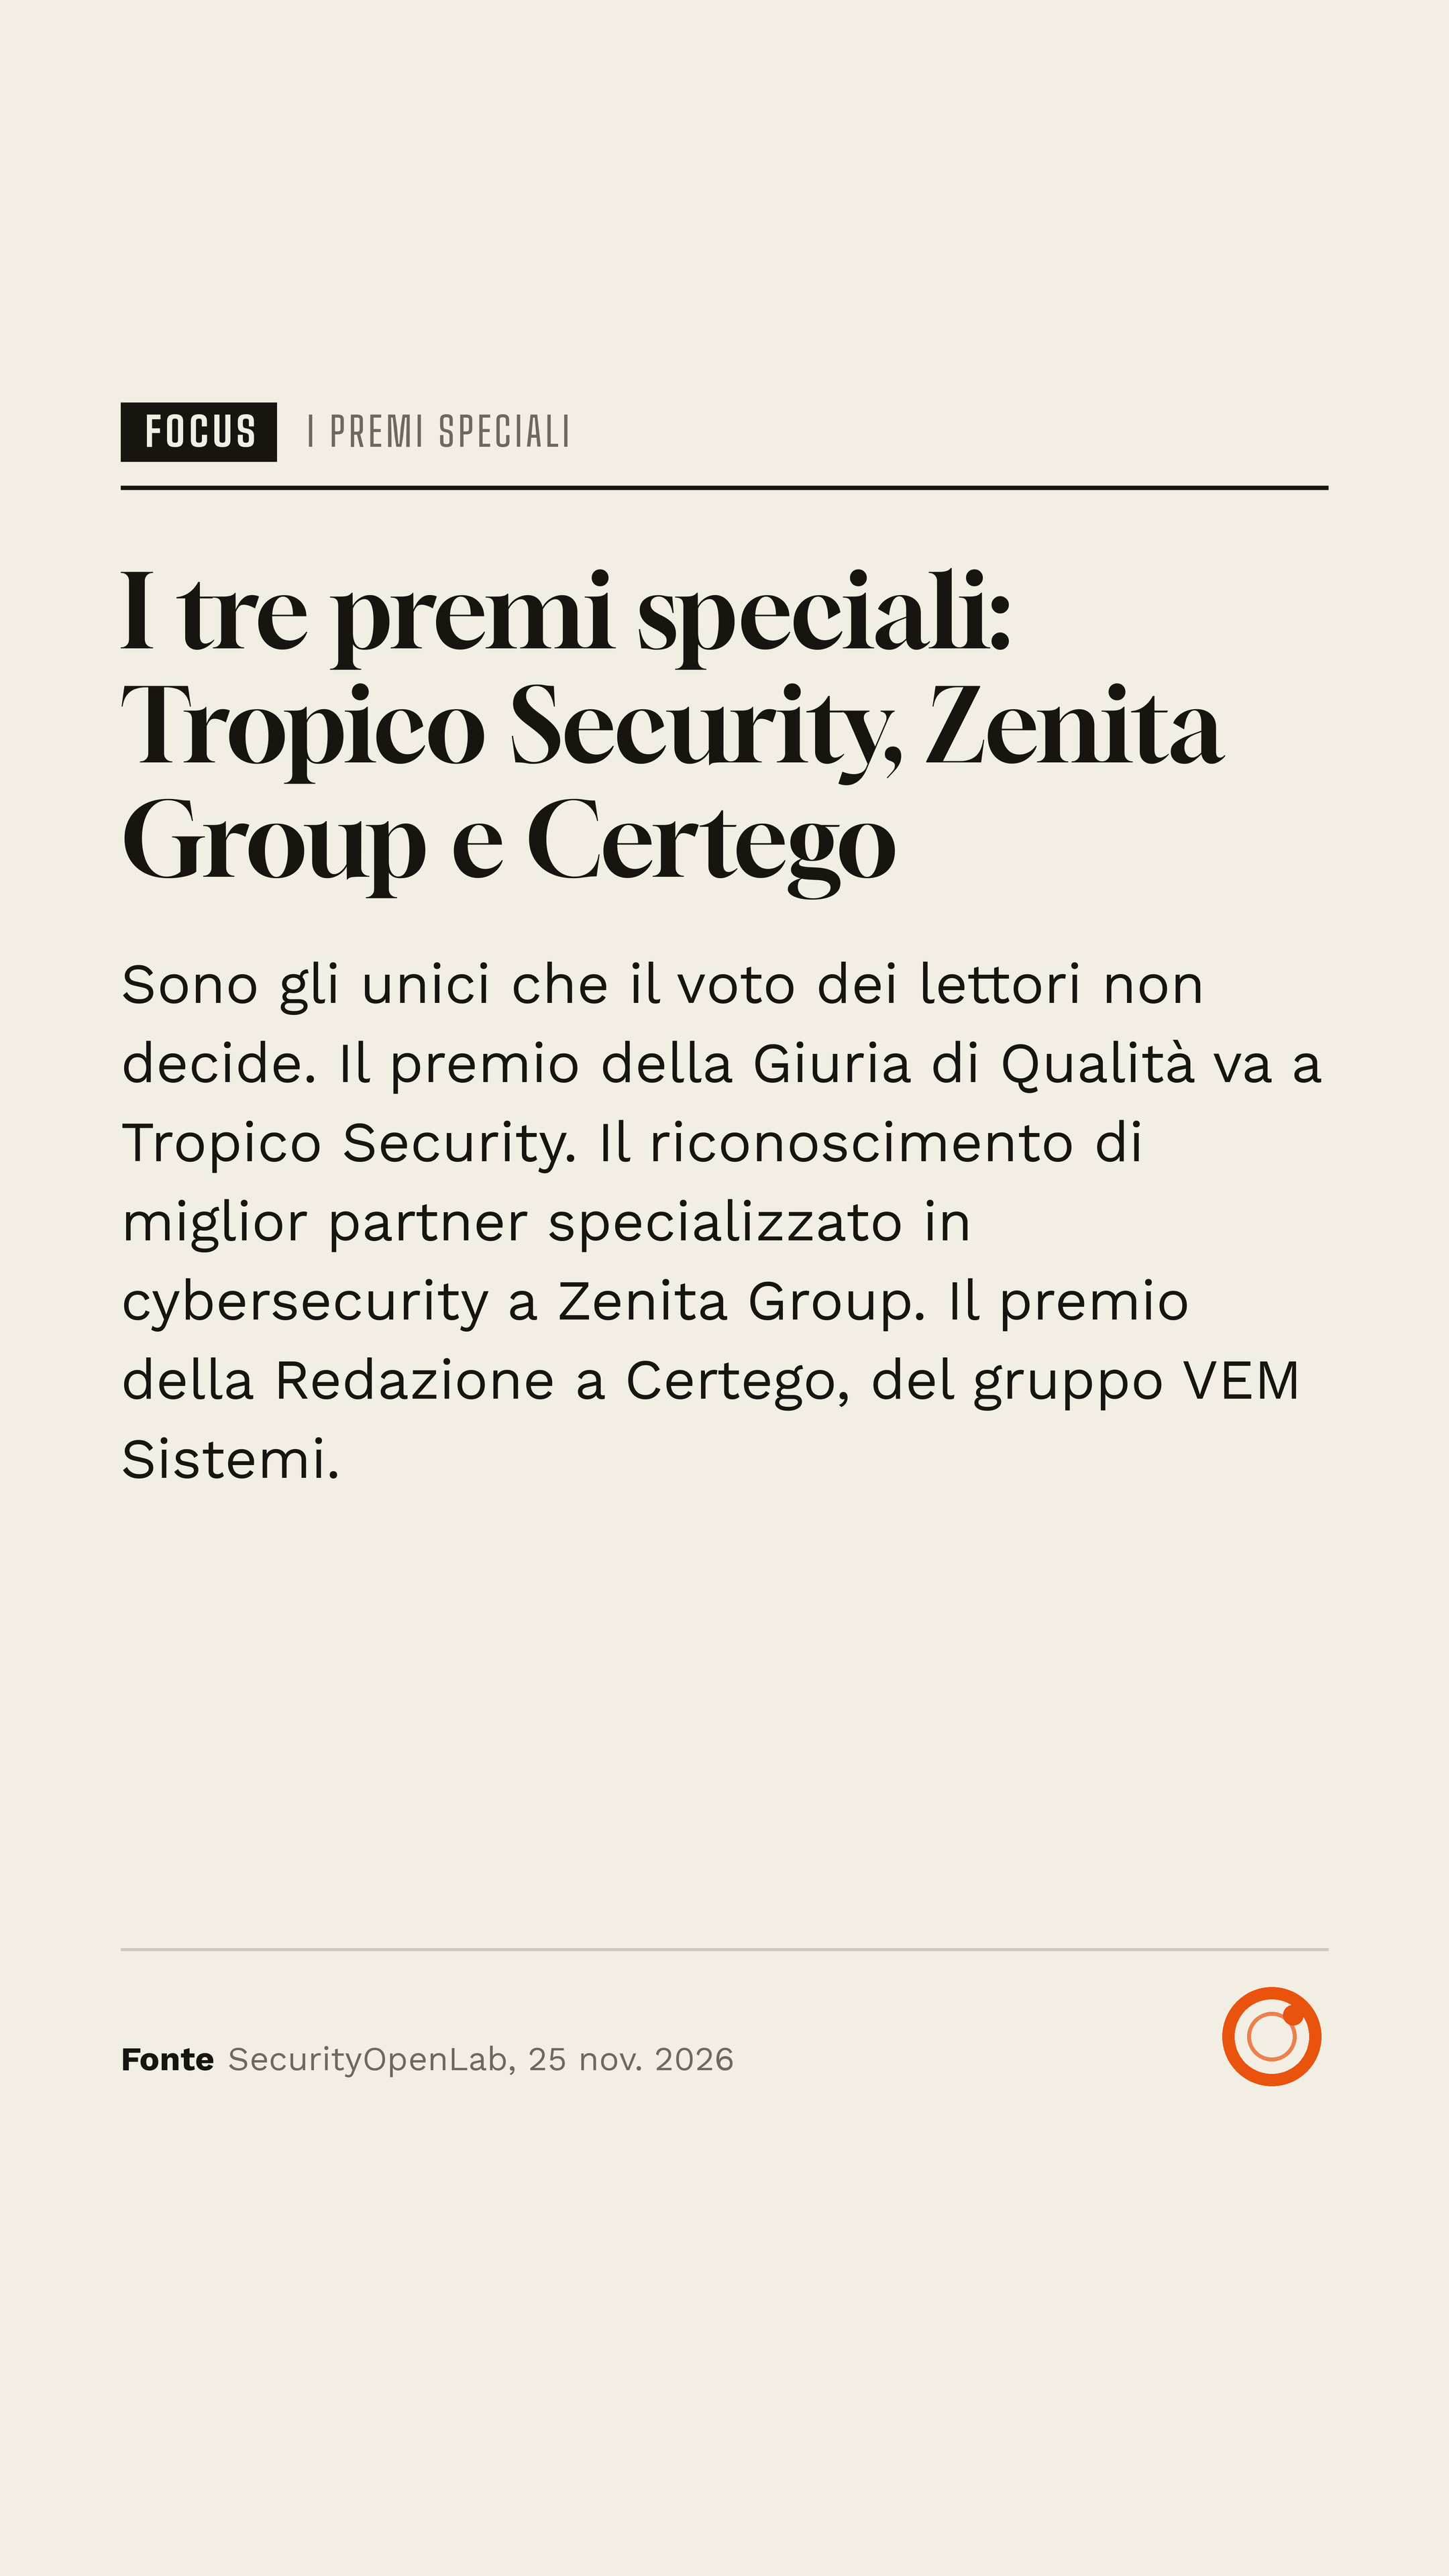 FOCUS I PREMI SPECIALI
I tre premi speciali:
Tropico Security, Zenita
Group e Certego
Sono gli unici che il voto dei lettori non
decide. Il premio della Giuria di Qualità va a
Tropico Security. Il riconoscimento di
miglior partner specializzato in
cybersecurity a Zenita Group. Il premio
della Redazione a Certego, del gruppo VEM
Sistemi.
Fonte SecurityOpenLab, 25 nov. 2026